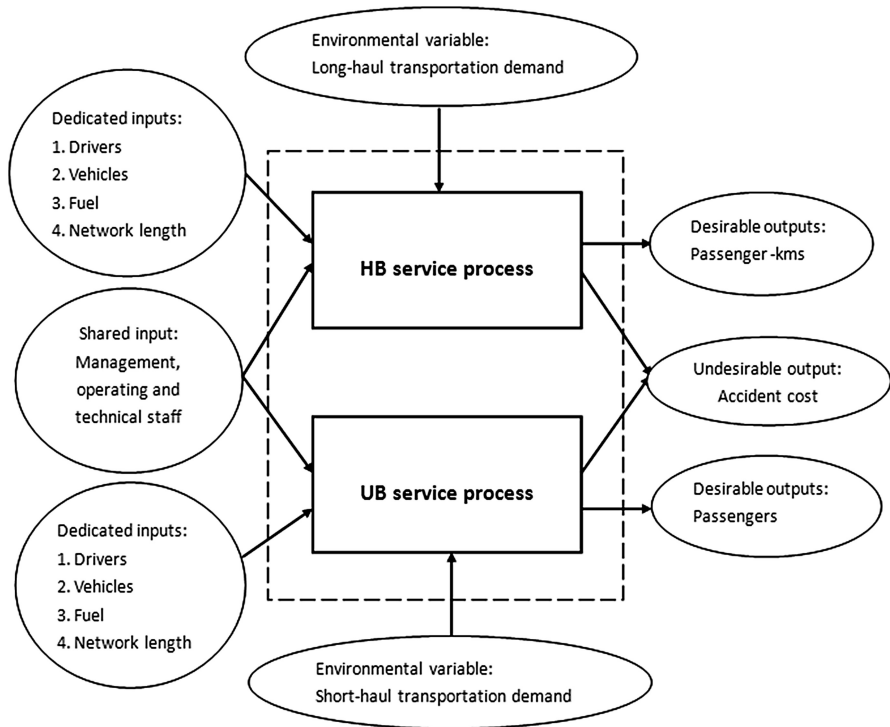 Environmental variable:
Long-haul transportation demand
Dedicated inputs:
1. Drivers
2. Vehicles
3. Fuel
4. Network length
HB service process
Desirable outputs:
Passenger -kms
Shared input:
Management,
operating and
technical staff
Undesirable output:
Accident cost
UB service process
Desirable outputs:
Passengers
Dedicated inputs:
1. Drivers
2. Vehicles
3. Fuel
4. Network length
Environmental variable:
Short-haul transportation demand